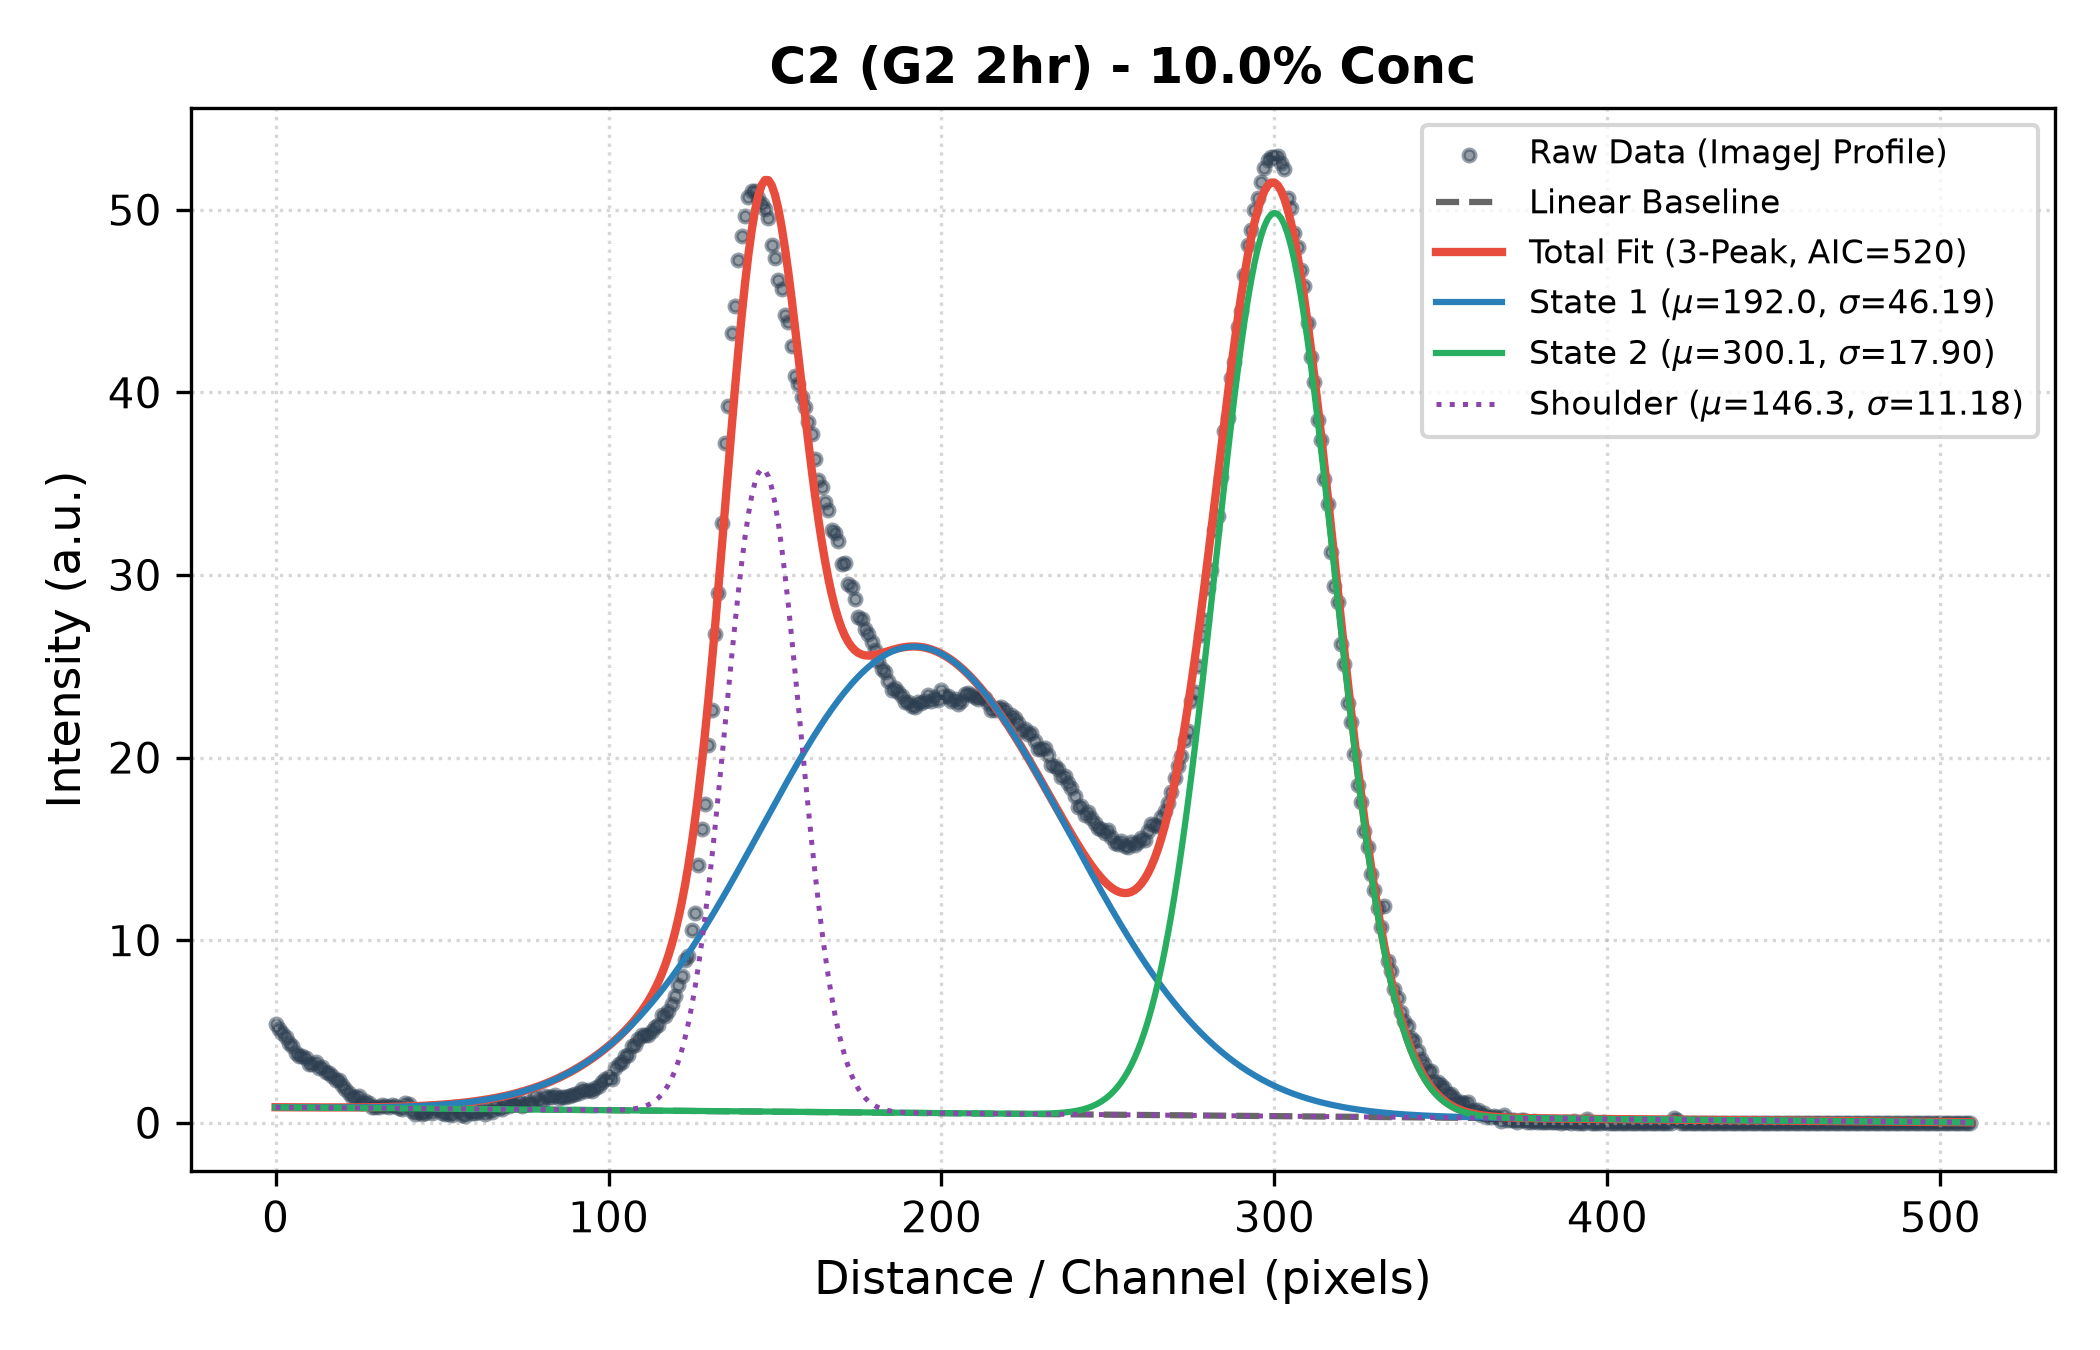 C2 (G2 2hr) - 10.0% Conc
Raw Data (ImageJ Profile)
Linear Baseline
Total Fit (3-Peak, AIC=520)
State 1 (μ=192.0, σ=46.19)
State 2 (μ=300.1, σ=17.90)
Shoulder (μ=146.3, σ=11.18)
Intensity (a.u.)
50
40
30
20
10
0
0 100 200 300 400 500
Distance / Channel (pixels)